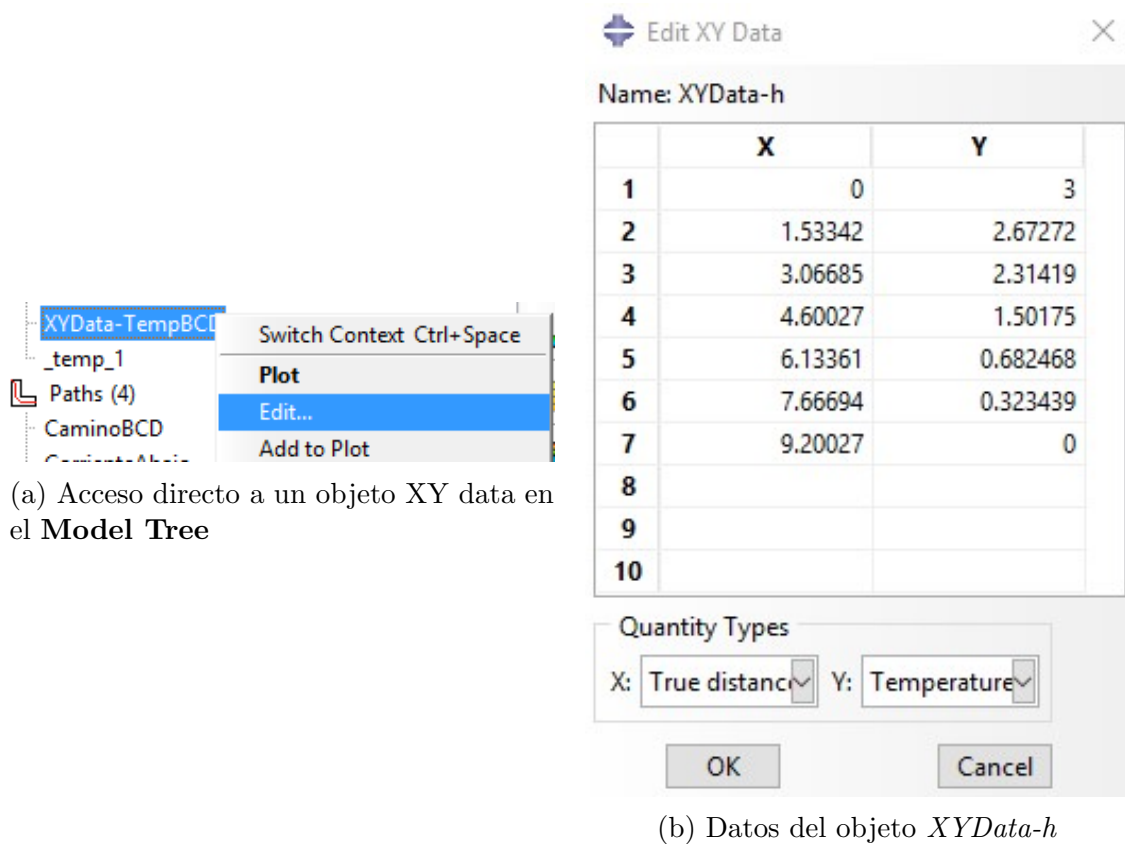 XYData-TempBCD
_temp_1
Paths (4)
CaminoBCD
Switch Context Ctrl+Space
Plot
Edit...
Add to Plot
(a) Acceso directo a un objeto XY data en
el Model Tree
Edit XY Data
Name: XYData-h
X Y
1 0 3
2 1.53342 2.67272
3 3.06685 2.31419
4 4.60027 1.50175
5 6.13361 0.682468
6 7.66694 0.323439
7 9.20027 0
8
9
10
Quantity Types
X: True distanc Y: Temperature
OK Cancel
(b) Datos del objeto XYData-h